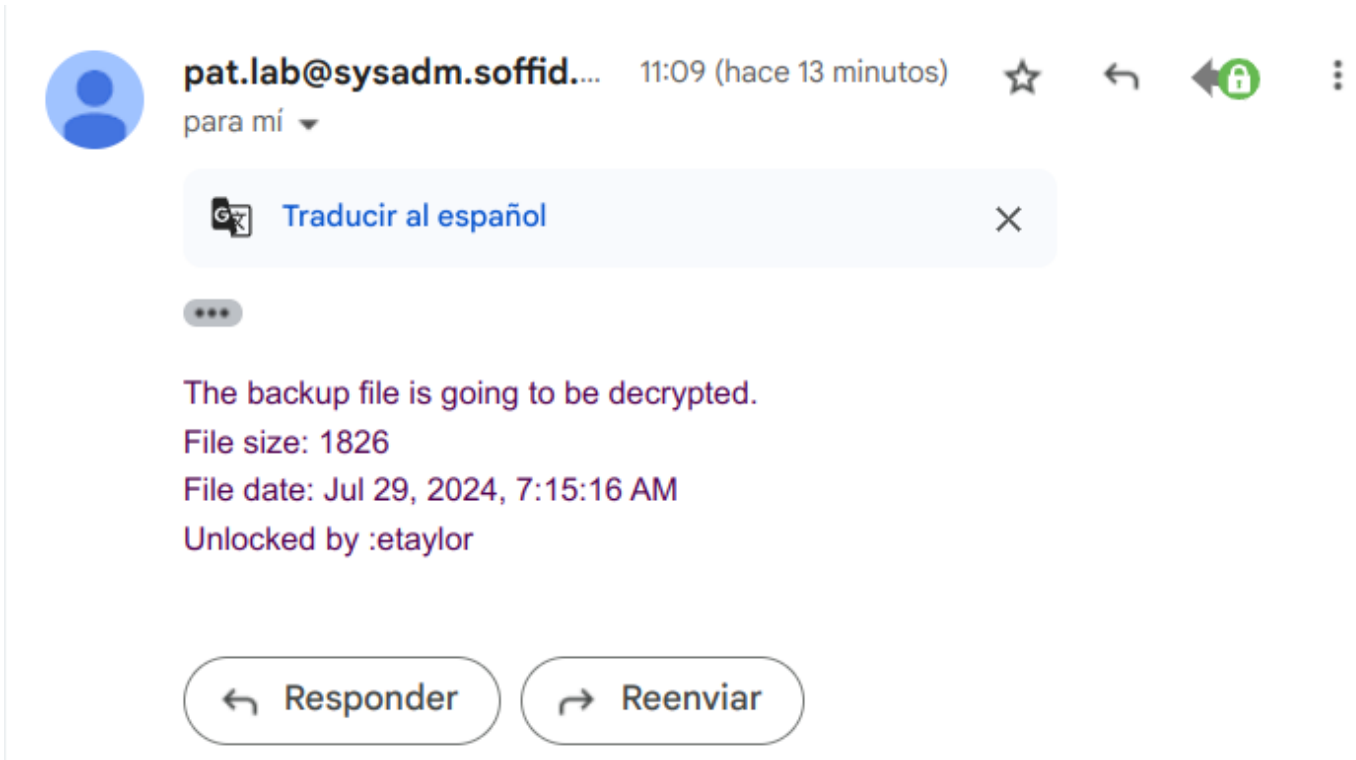 pat.lab@sysadm.soffid.... 11:09 (hace 13 minutos)
para mí
Traducir al español
The backup file is going to be decrypted.
File size: 1826
File date: Jul 29, 2024, 7:15:16 AM
Unlocked by :etaylor
Responder Reenviar